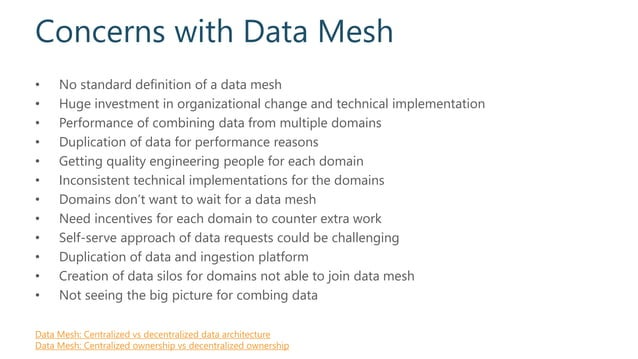 Concerns with Data Mesh
• No standard definition of a data mesh
• Huge investment in organizational change and technical implementation
• Performance of combining data from multiple domains
• Duplication of data for performance reasons
• Getting quality engineering people for each domain
• Inconsistent technical implementations for the domains
• Domains don’t want to wait for a data mesh
• Need incentives for each domain to counter extra work
• Self-serve approach of data requests could be challenging
• Duplication of data and ingestion platform
• Creation of data silos for domains not able to join data mesh
• Not seeing the big picture for combing data
Data Mesh: Centralized vs decentralized data architecture
Data Mesh: Centralized ownership vs decentralized ownership